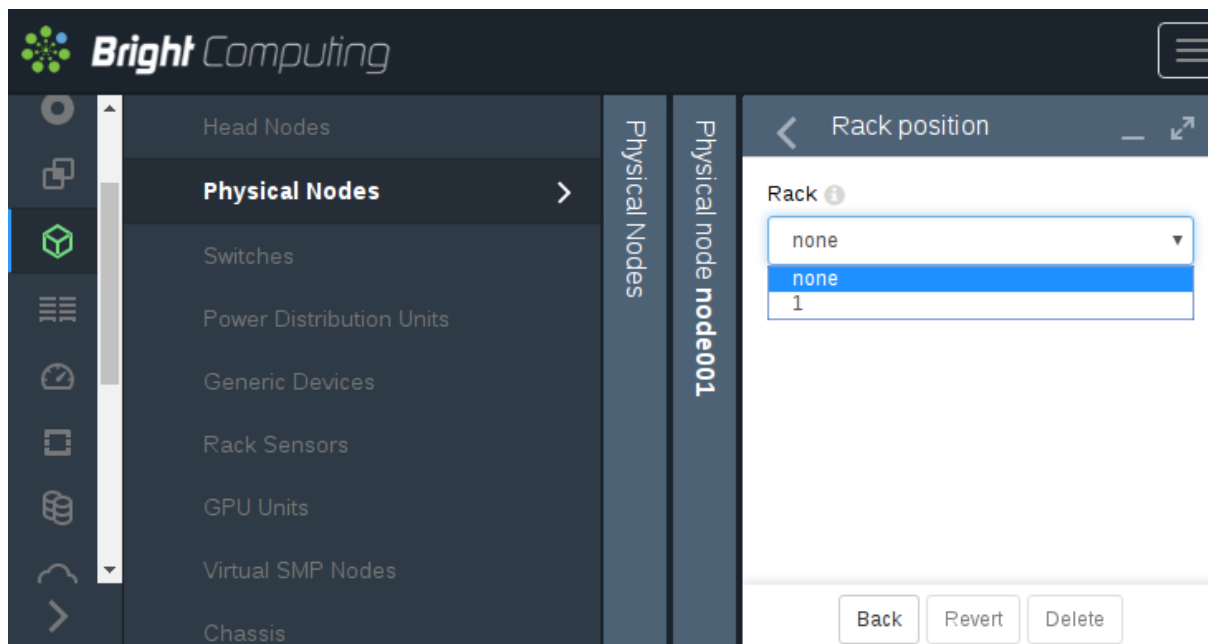 Bright Computing
Head Nodes
Physical Nodes
Switches
Power Distribution Units
Generic Devices
Rack Sensors
GPU Units
Virtual SMP Nodes
Chassis
Physical Nodes
Physical node node001
Rack position
Rack
none
none
1
Back Revert Delete